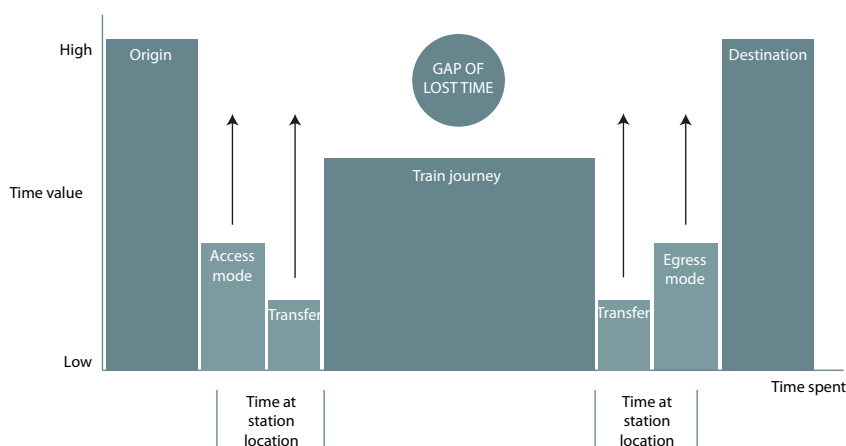 High
Origin
GAP OF
LOST TIME
Destination
Time value
Train journey
Access
mode
Egress
mode
Transfer
Transfer
Low
Time spent
Time at
station
location
Time at
station
location